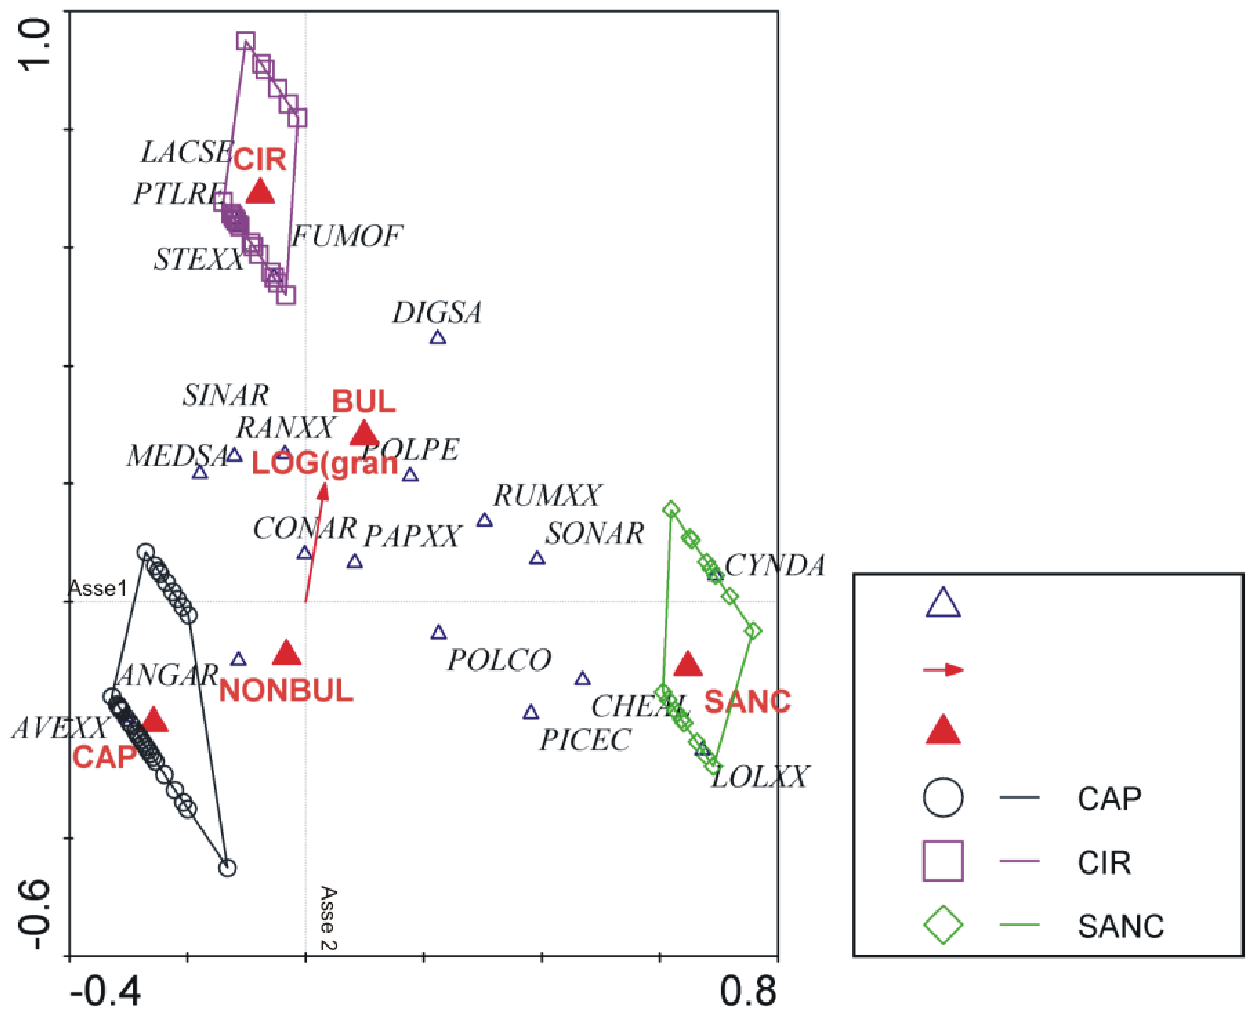 1.0
LACSE
CIR
PTLRE
FUMOF
STEXX
DIGSA
SINAR
BUL
RANXX
MEDSA
POLPE
LOG(gran
RUMXX
CONAR
PAPXX
SONAR
CYNDA
Asse1
POLCO
ANGAR
NONBUL
CHEAL
SANC
AVEXX
PICEC
CAP
LOLXX
CAP
CIR
SANC
-0.6
Asse 2
-0.4
0.8